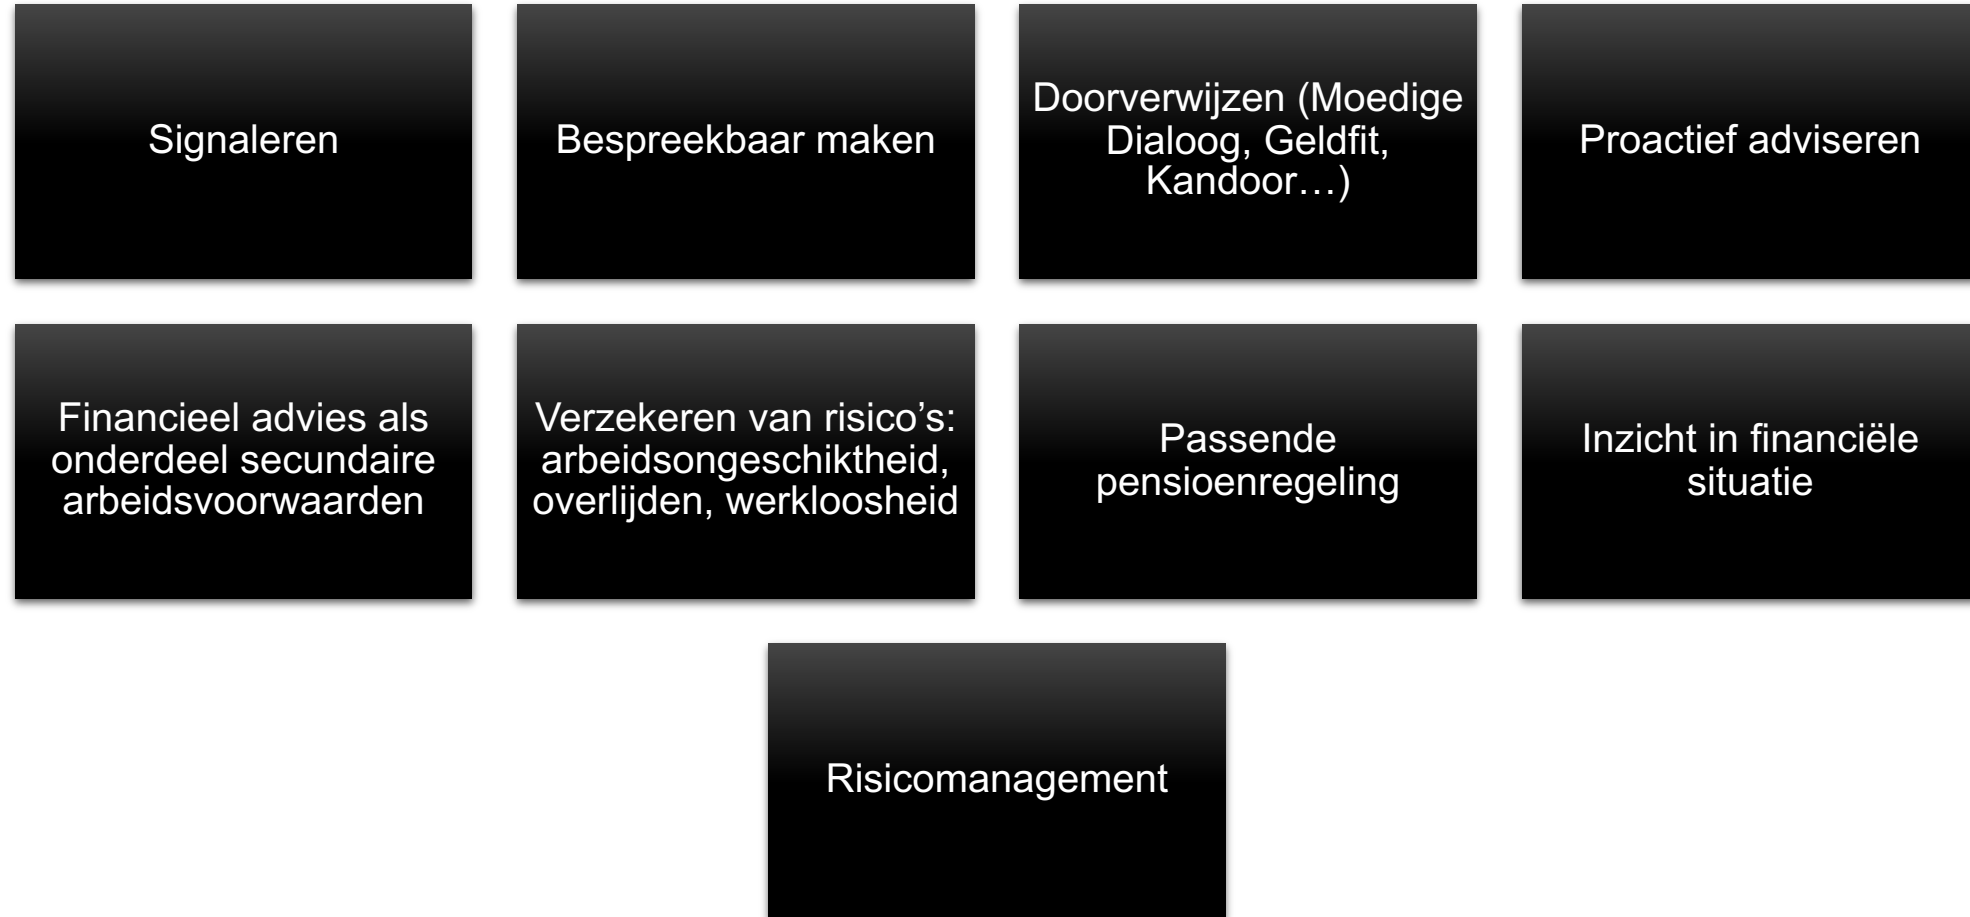 Signaleren
Bespreekbaar maken
Doorverwijzen (Moedige
Dialoog, Geldfit,
Kandoor…)
Proactief adviseren
Financieel advies als
onderdeel secundaire
arbeidsvoorwaarden
Verzekeren van risico’s:
arbeidsongeschiktheid,
overlijden, werkloosheid
Passende
pensioenregeling
Inzicht in financiële
situatie
Risicomanagement